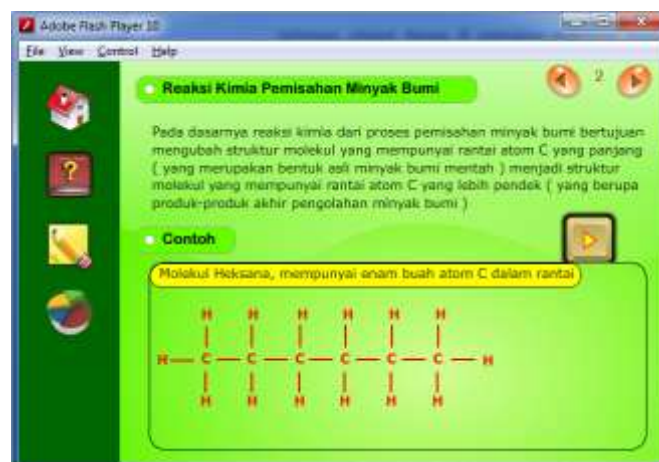 Adobe Flash Player 10
File View Control Help
Reaksi Kimia Pemisahan Minyak Bumi
2
Pada dasarnya reaksi kimia dari proses pemisahan minyak bumi bertujuan
mengubah struktur molekul yang mempunyai rantai atom C yang panjang
( yang merupakan bentuk asli minyak bumi mentah ) menjadi struktur
molekul yang mempunyai rantai atom C yang lebih pendek ( yang berupa
produk-produk akhir pengolahan minyak bumi )
Contoh
Molekul Heksana, mempunyai enam buah atom C dalam rantai
H H H H H H
H — C — C — C — C — C — C — H
H H H H H H
?